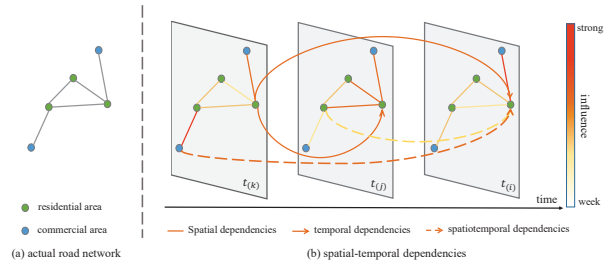 strong
influence
week
t(k)
t(j)
t(i)
time
residential area
commercial area
Spatial dependencies
temporal dependencies
spatiotemporal dependencies
(a) actual road network
(b) spatial-temporal dependencies